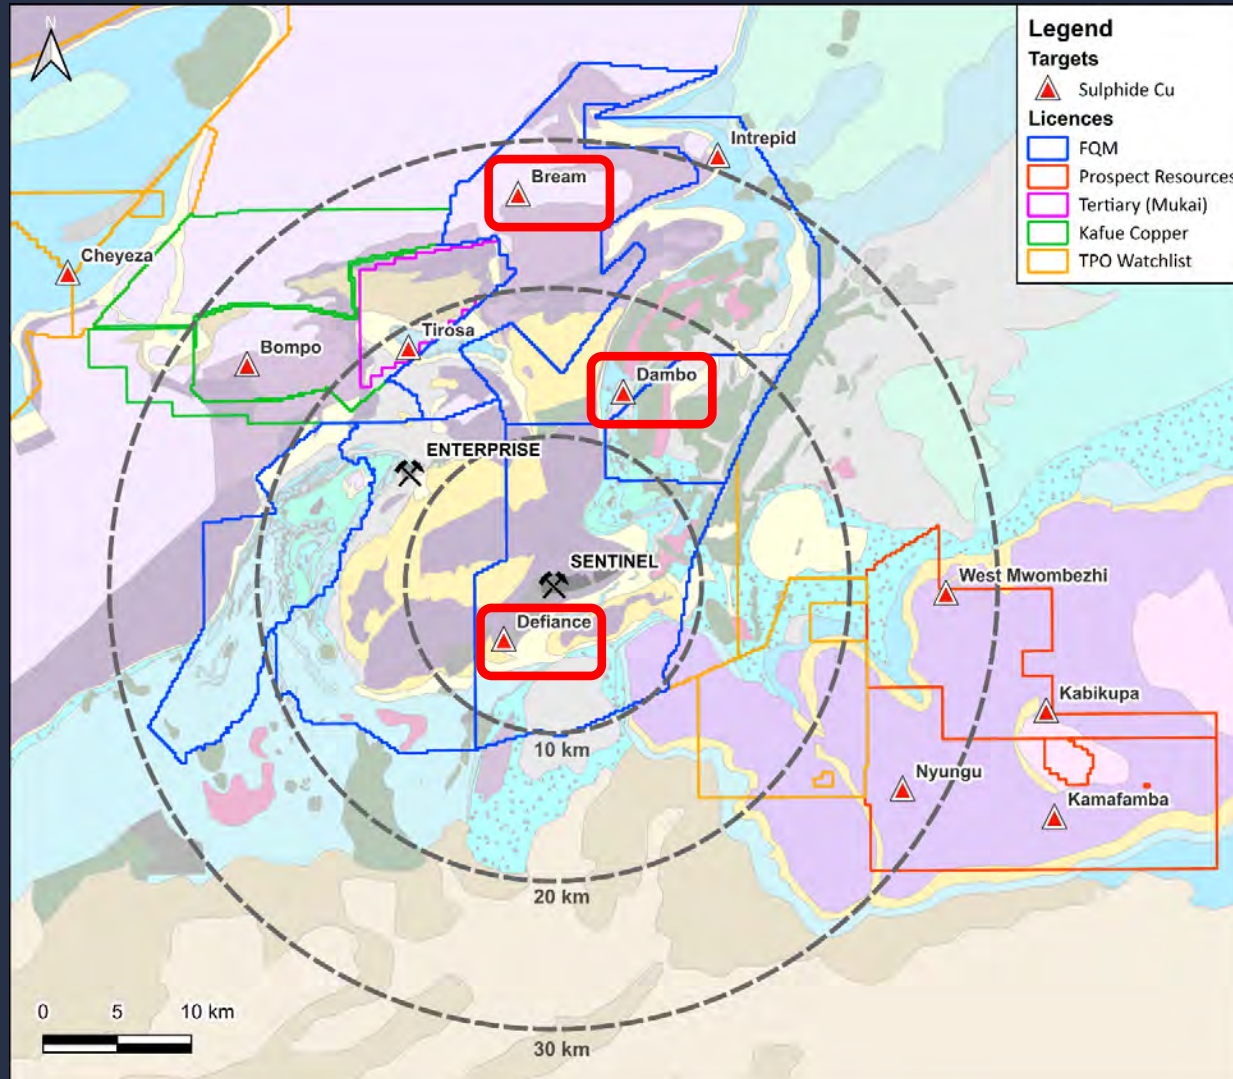 N
Legend
Targets
Sulphide Cu
Licences
FQM
Prospect Resources
Tertiary (Mukai)
Kafue Copper
TPO Watchlist
Intrepid
Bream
Cheyeza
Tirosa
Bompo
Dambo
ENTERPRISE
SENTINEL
West Mwombezhi
Defiance
Kabikupa
10 km
Nyungu
Kamafamba
20 km
0 5 10 km
30 km